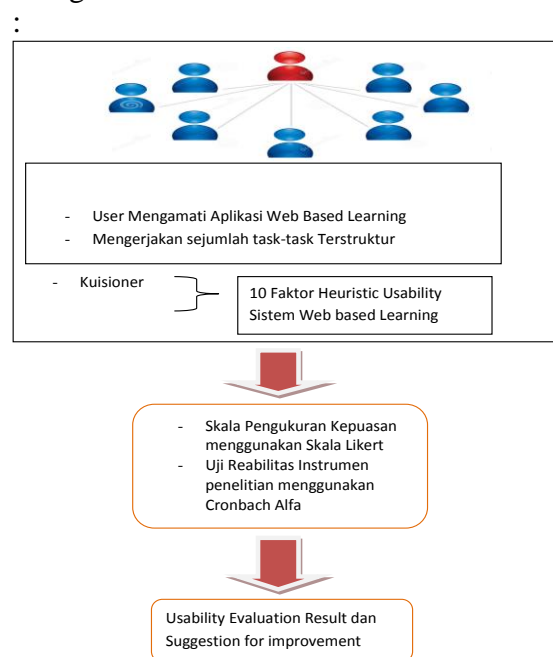 :
- User Mengamati Aplikasi Web Based Learning
- Mengerjakan sejumlah task-task Terstruktur
- Kuisioner
10 Faktor Heuristic Usability
Sistem Web based Learning
- Skala Pengukuran Kepuasan
menggunakan Skala Likert
- Uji Reabilitas Instrumen
penelitian menggunakan
Cronbach Alfa
Usability Evaluation Result dan
Suggestion for improvement